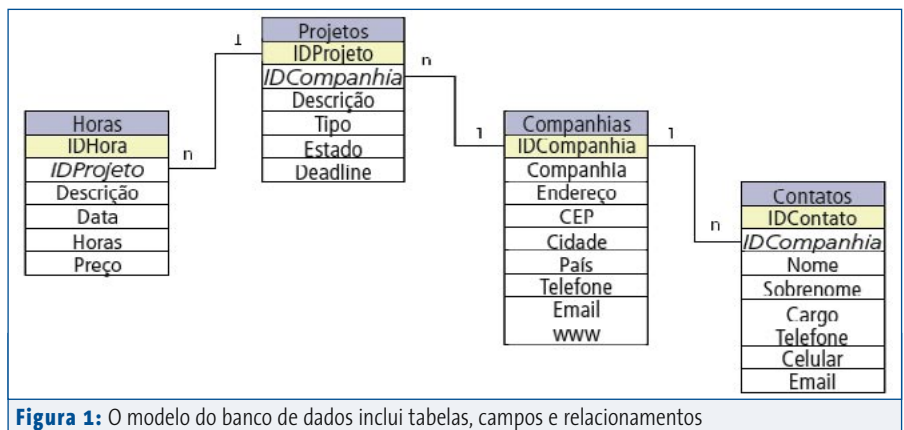 Projetos
IDProjeto
IDCompanhia
Descrição
Tipo
Estado
Deadline
1
n
Horas
IDHora
IDProjeto
Descrição
Data
Horas
Preço
n
1
Companhias
IDCompanhia
Companhia
Endereço
CEP
Cidade
País
Telefone
Email
www
1
n
Contatos
IDContato
IDCompanhia
Nome
Sobrenome
Cargo
Telefone
Celular
Email
Figura 1: O modelo do banco de dados inclui tabelas, campos e relacionamentos